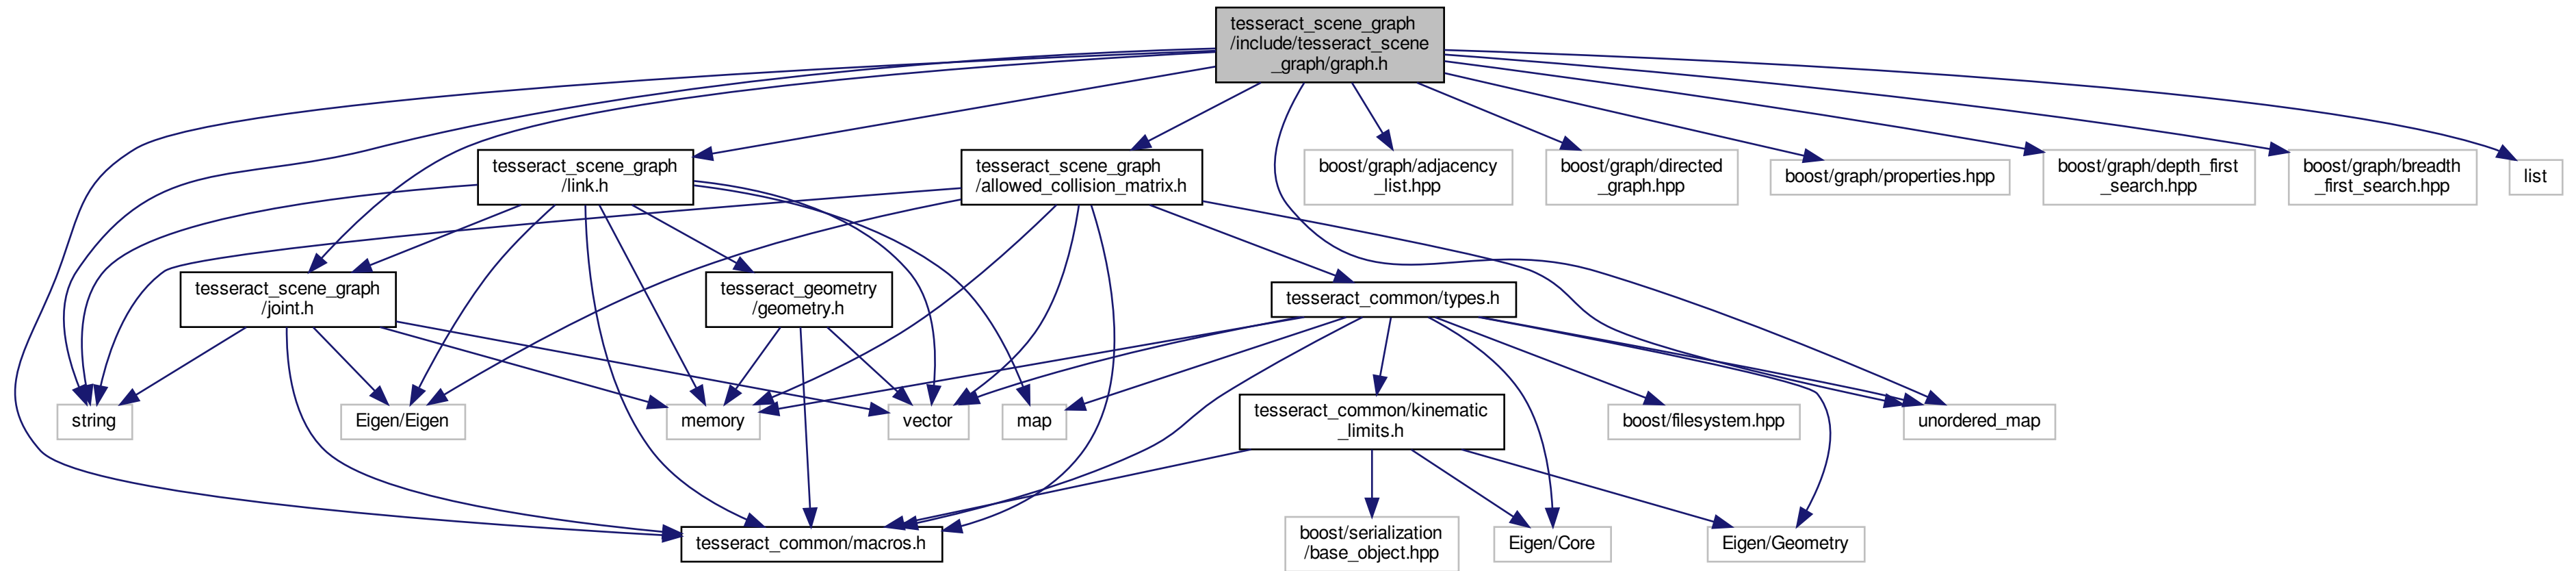 tesseract_scene_graph
/include/tesseract_scene
_graph/graph.h
tesseract_scene_graph
/link.h
tesseract_scene_graph
/allowed_collision_matrix.h
boost/graph/adjacency
_list.hpp
boost/graph/directed
_graph.hpp
boost/graph/properties.hpp
boost/graph/depth_first
_search.hpp
boost/graph/breadth
_first_search.hpp
list
tesseract_scene_graph
/joint.h
tesseract_geometry
/geometry.h
tesseract_common/types.h
string
Eigen/Eigen
memory
vector
map
tesseract_common/kinematic
_limits.h
boost/filesystem.hpp
unordered_map
tesseract_common/macros.h
boost/serialization
/base_object.hpp
Eigen/Core
Eigen/Geometry